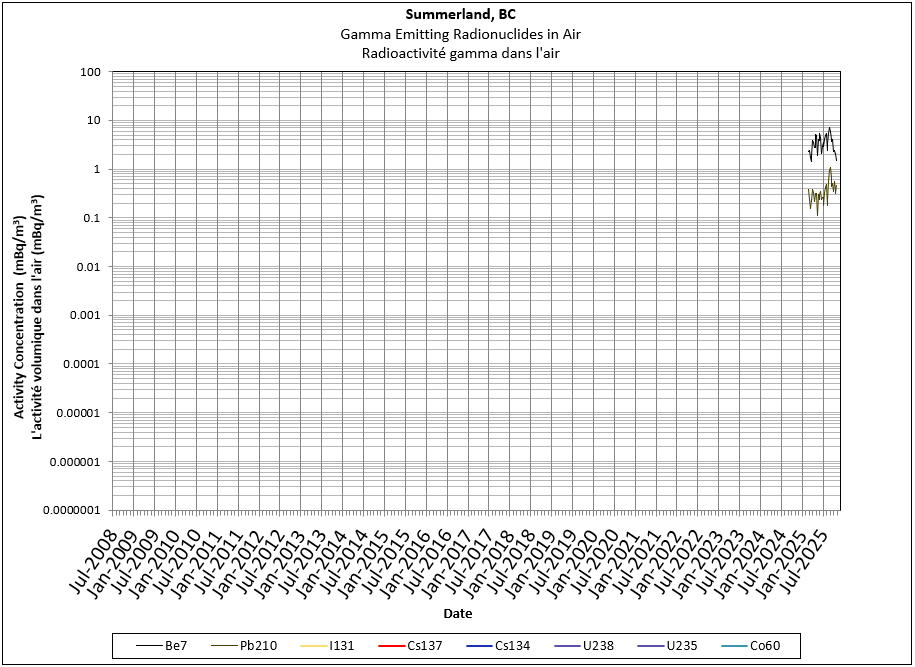 Summerland, BC
Gamma Emitting Radionuclides in Air
Radioactivité gamma dans l'air
Activity Concentration (mBq/m³)
L'activité volumique dans l'air (mBq/m³)
100
10
1
0.1
0.01
0.001
0.0001
0.00001
0.000001
0.0000001
Jul-2008
Jan-2009
Jul-2009
Jan-2010
Jul-2010
Jan-2011
Jul-2011
Jan-2012
Jul-2012
Jan-2013
Jul-2013
Jan-2014
Jul-2014
Jan-2015
Jul-2015
Jan-2016
Jul-2016
Jan-2017
Jul-2017
Jan-2018
Jul-2018
Jan-2019
Jul-2019
Jan-2020
Jul-2020
Jan-2021
Jul-2021
Jan-2022
Jul-2022
Jan-2023
Jul-2023
Jan-2024
Jul-2024
Jan-2025
Jul-2025
Date
Be7 Pb210 I131 Cs137 Cs134 U238 U235 Co60